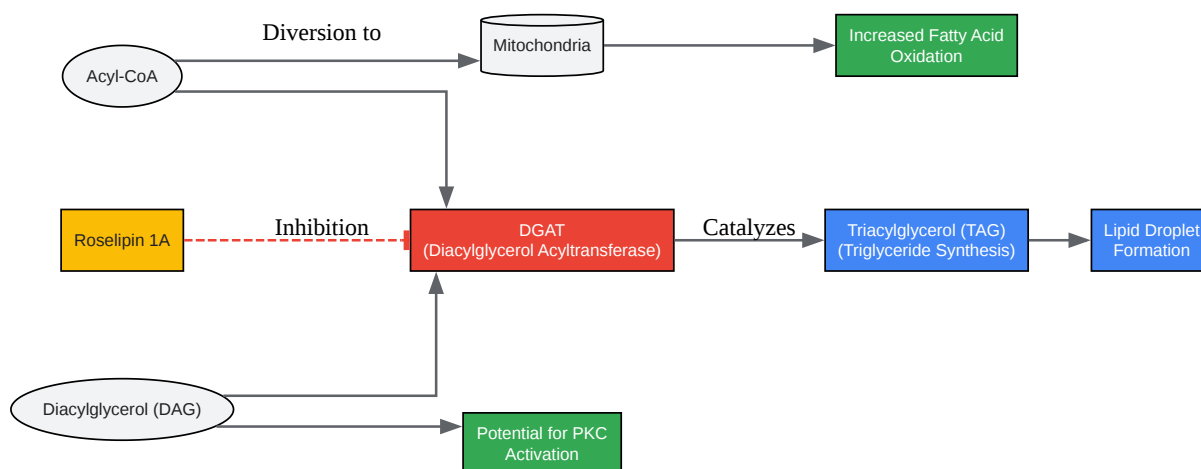 Diversion to
Acyl-CoA
Mitochondria
Increased Fatty Acid
Oxidation
Roselipin 1A
Inhibition
DGAT
(Diacylglycerol Acyltransferase)
Catalyzes
Triacylglycerol (TAG)
(Triglyceride Synthesis)
Lipid Droplet
Formation
Diacylglycerol (DAG)
Potential for PKC
Activation